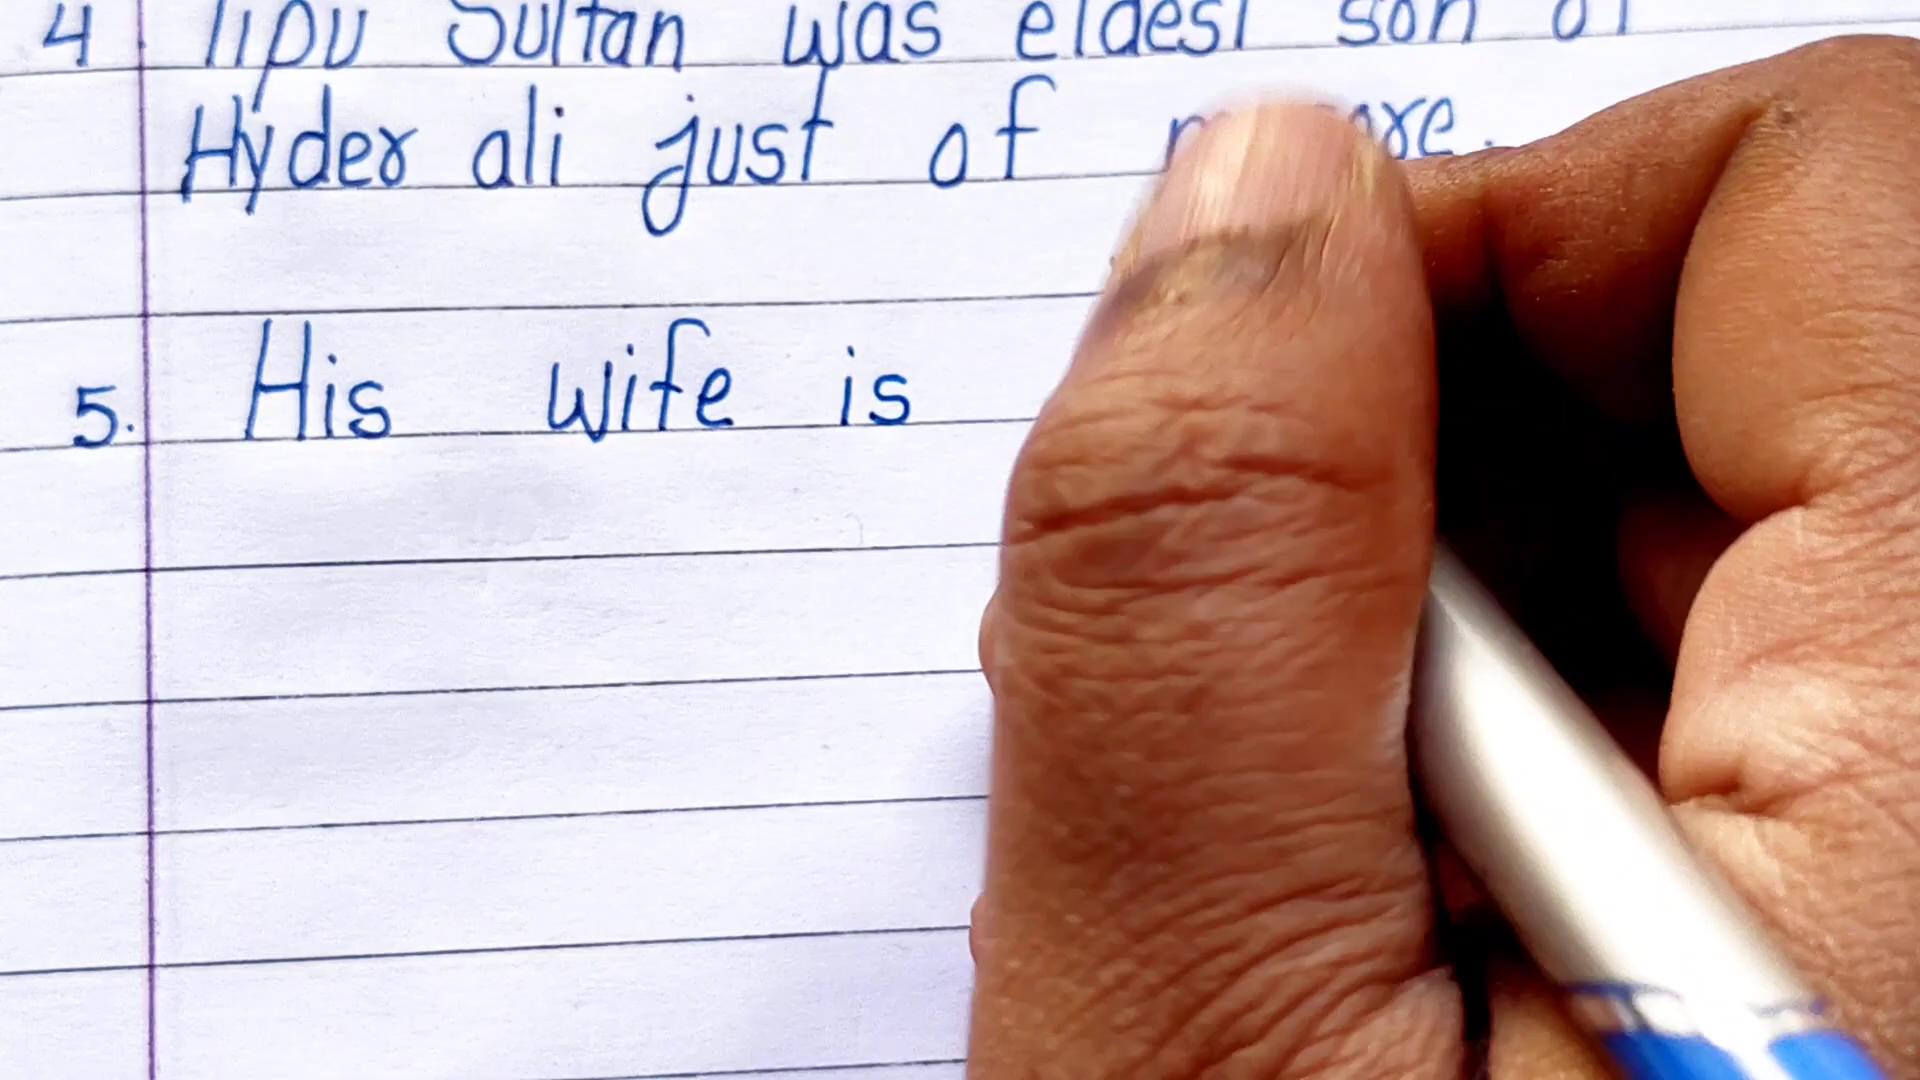 4 Tipu Sultan was eldest son of
Hyder ali just of
5. His wife is